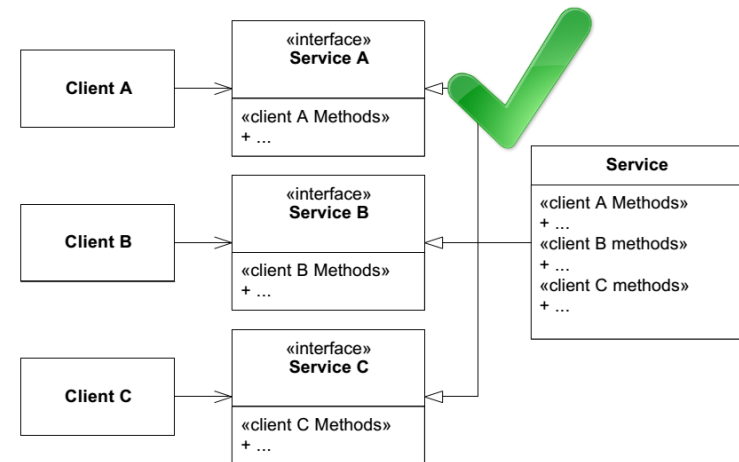 Client A
«interface»
Service A
«client A Methods»
+ ...
Client B
«interface»
Service B
«client B Methods»
+ ...
Client C
«interface»
Service C
«client C Methods»
+ ...
Service
«client A Methods»
+ ...
«client B methods»
+ ...
«client C methods»
+ ...